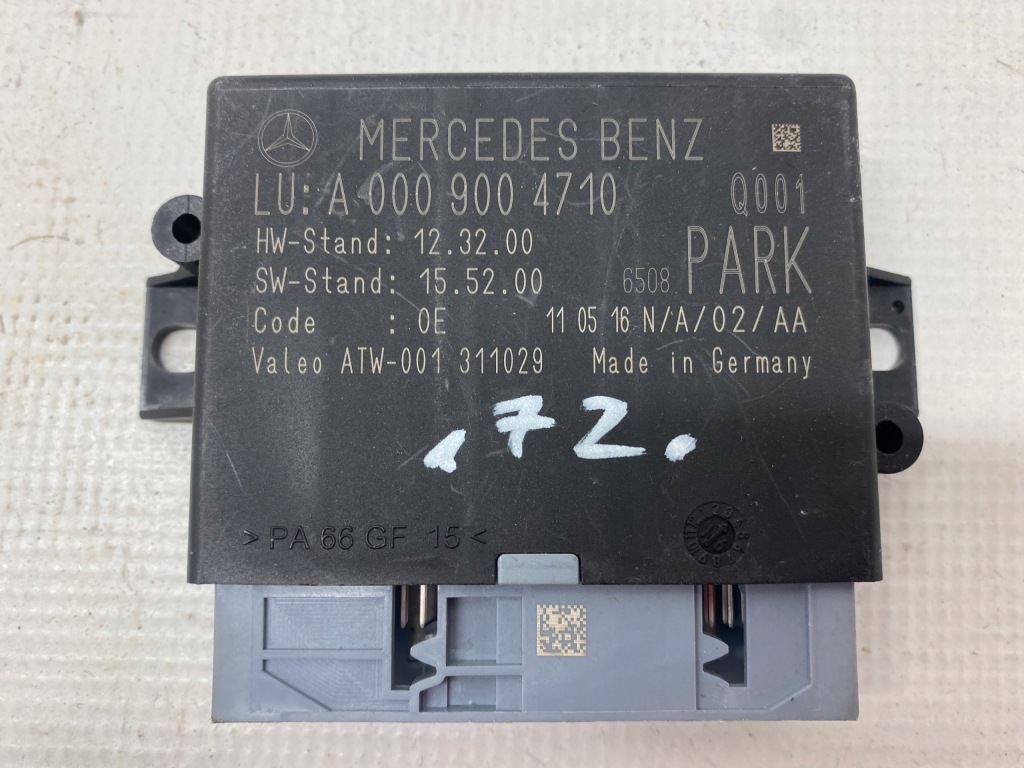 MERCEDES BENZ
LU: A 000 900 4710 Q001
HW-Stand: 12.32.00
SW-Stand: 15.52.00 6508 PARK
Code : 0E 11 05 16 N/A/02/AA
Valeo ATW-001 311029 Made in Germany
.72.
>PA 66 GF 15<